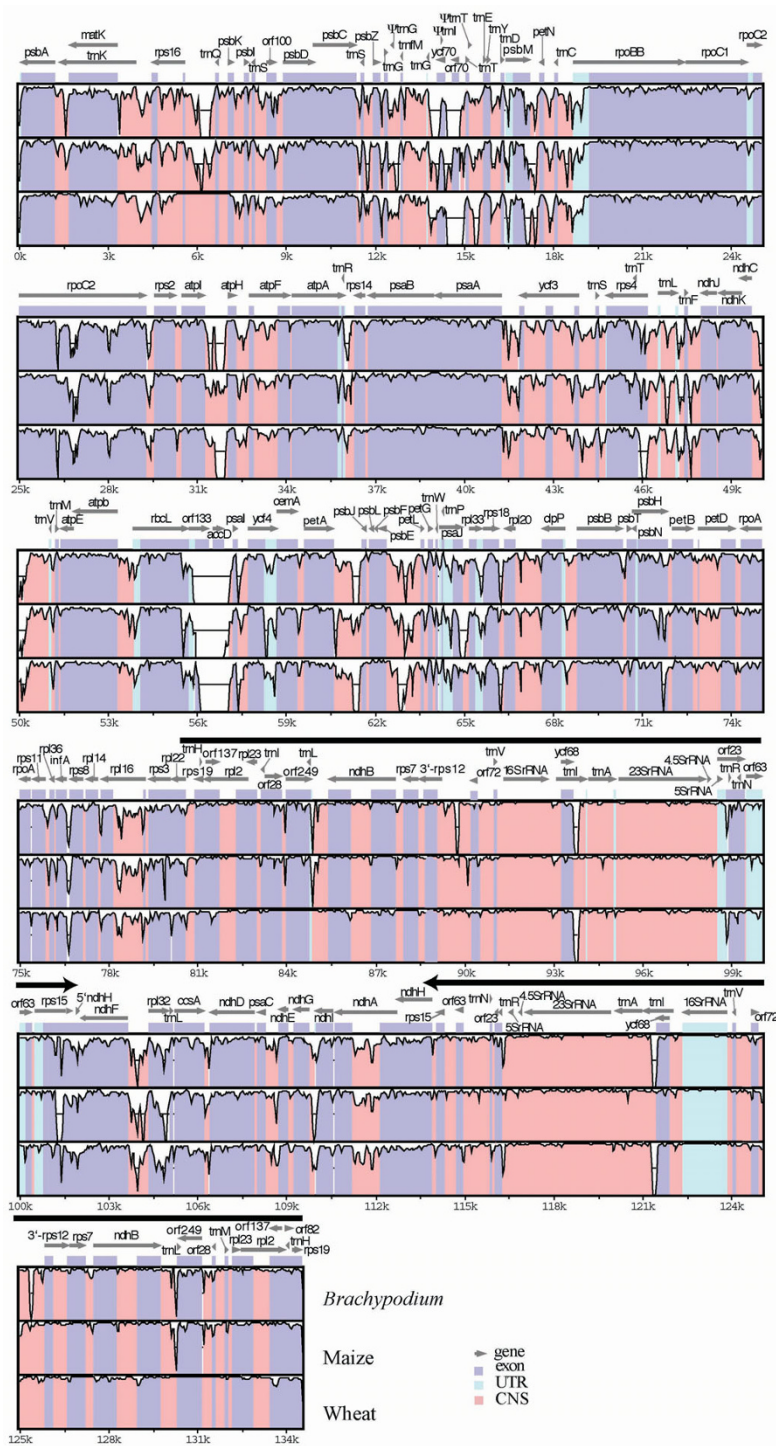 matK ycf70 trnE petN rpoC2
psbA trnK rps16 trnQ psbK psbI trnS orf100 psbD psbC trnS psbZ trnG ΨtrnG trnfM trnG ΨtrnI orf70 ΨtrnT trnT trnY trnD psbM trnC rpoBB rpoC1
0k 3k 6k 9k 12k 15k 18k 21k 24k
rpoC2 rps2 atpI atpH atpF atpA trnR rps14 psaB psaA ycf3 trnS rps4 trnT trnL trnF ndhJ ndhK ndhC
25k 28k 31k 34k 37k 40k 43k 46k 49k
trnV trnM atpE atpb rbcL orf133 accD psaI ycf4 cemA petA psbJ psbL psbF psbE petL petG trnW trnP psaJ rpl33 rps18 rpl20 clpP psbB psbT psbN psbH petB petD rpoA
50k 53k 56k 59k 62k 65k 68k 71k 74k
rpoA rps11 rpl36 infA rps8 rpl14 rpl16 rps3 rpl22 rps19 trnH orf137 rpl2 rpl23 trnI orf28 orf249 trnL ndhB rps7 3'-rps12 orf72 trnV 16SrRNA ycf68 trnI trnA 23SrRNA 4.5SrRNA 5SrRNA orf23 trnR trnN orf63
75k 78k 81k 84k 87k 90k 93k 96k 99k
orf63 rps15 5'ndhH ndhF rpl32 trnL ccsA ndhD psaC ndhE ndhG ndhI ndhA ndhH rps15 orf63 trnN orf23 trnR 5SrRNA 4.5SrRNA 23SrRNA trnA trnI ycf68 16SrRNA trnV orf72
100k 103k 106k 109k 112k 115k 118k 121k 124k
3'-rps12 rps7 ndhB trnL orf249 orf28 trnM rpl23 rpl2 orf137 trnH orf82 rps19
Brachypodium
Maize
Wheat
gene
exon
UTR
CNS
125k 128k 131k 134k